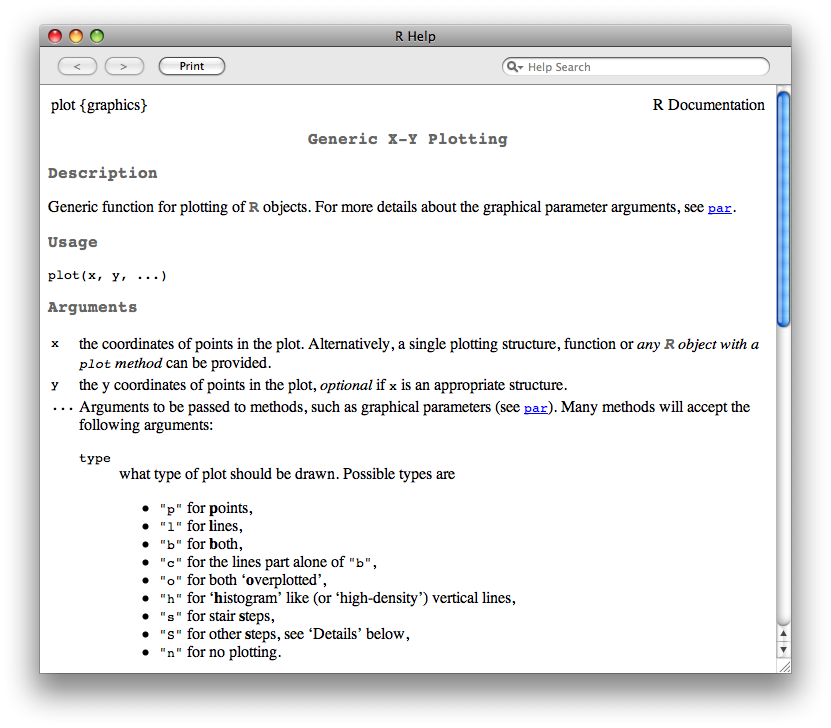 R Help
<
>
Print
Help Search
plot {graphics}
R Documentation
Generic X-Y Plotting
Description
Generic function for plotting of R objects. For more details about the graphical parameter arguments, see par.
Usage
plot(x, y, ...)
Arguments
x the coordinates of points in the plot. Alternatively, a single plotting structure, function or any R object with a
plot method can be provided.
y the y coordinates of points in the plot, optional if x is an appropriate structure.
... Arguments to be passed to methods, such as graphical parameters (see par). Many methods will accept the
following arguments:
type
what type of plot should be drawn. Possible types are
• "p" for points,
• "l" for lines,
• "b" for both,
• "c" for the lines part alone of "b",
• "o" for both ‘overplotted’,
• "h" for ‘histogram’ like (or ‘high-density’) vertical lines,
• "s" for stair steps,
• "S" for other steps, see ‘Details’ below,
• "n" for no plotting.